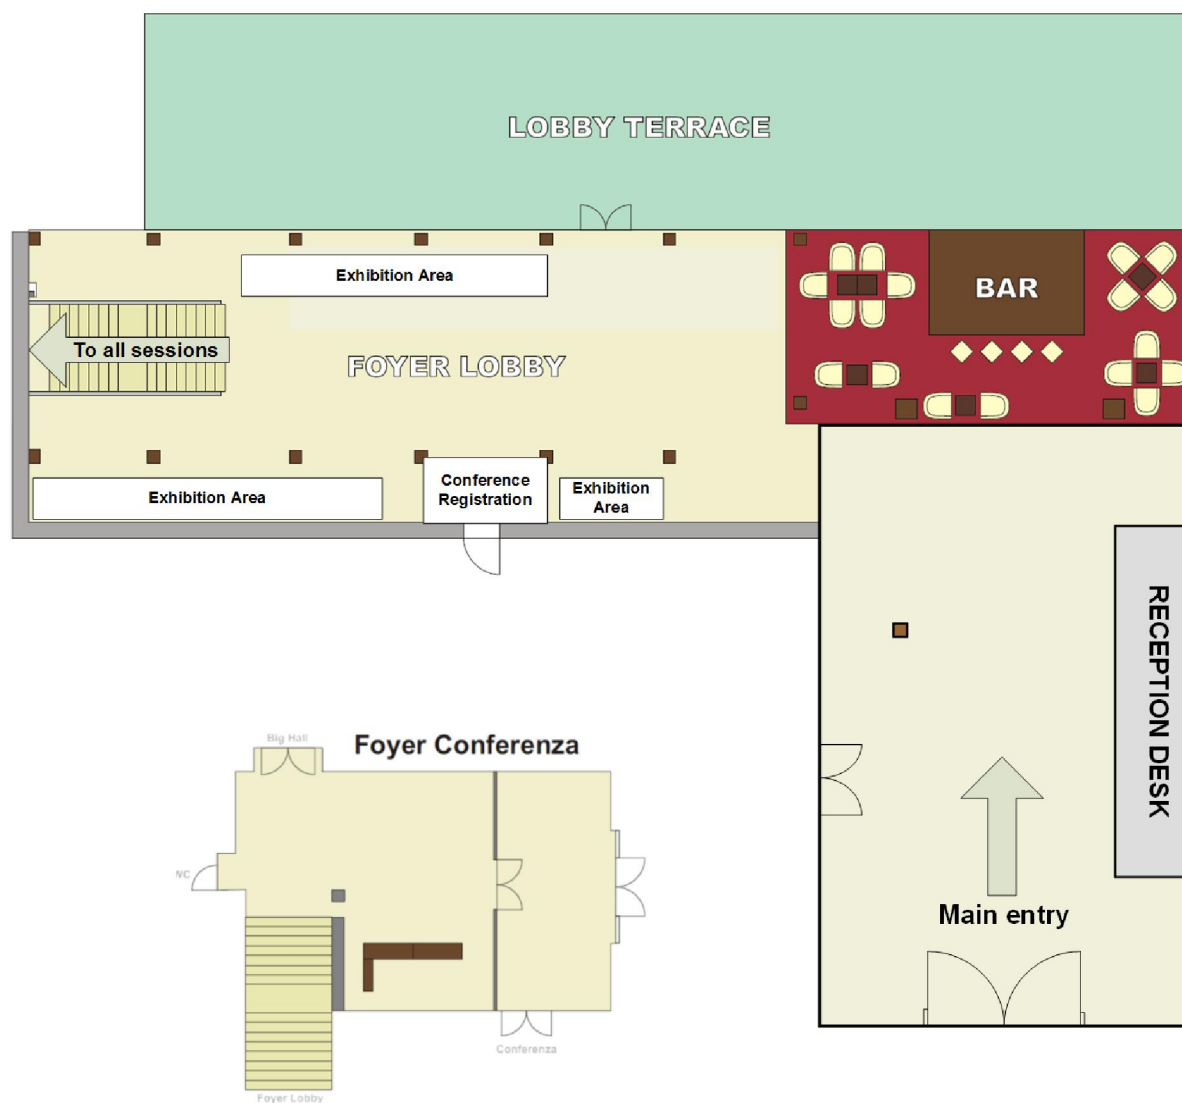 LOBBY TERRACE
Exhibition Area
BAR
To all sessions
FOYER LOBBY
Exhibition Area
Conference
Registration
Exhibition
Area
RECEPTION DESK
Main entry
Big Hall
Foyer Conferenza
WC
Conferenza
Foyer Lobby